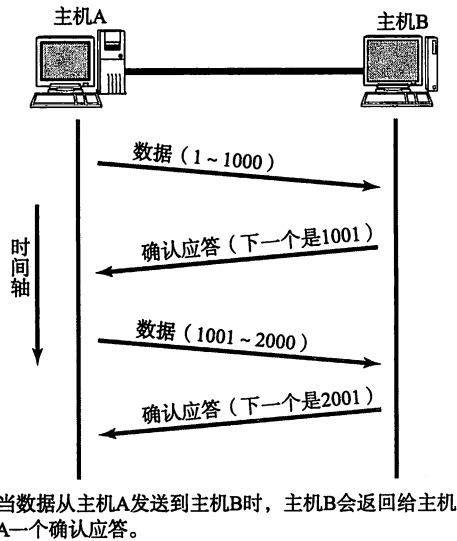 主机A
主机B
数据（1～1000）
确认应答（下一个是1001）
时间轴
数据（1001～2000）
确认应答（下一个是2001）
当数据从主机A发送到主机B时，主机B会返回给主机
A一个确认应答。